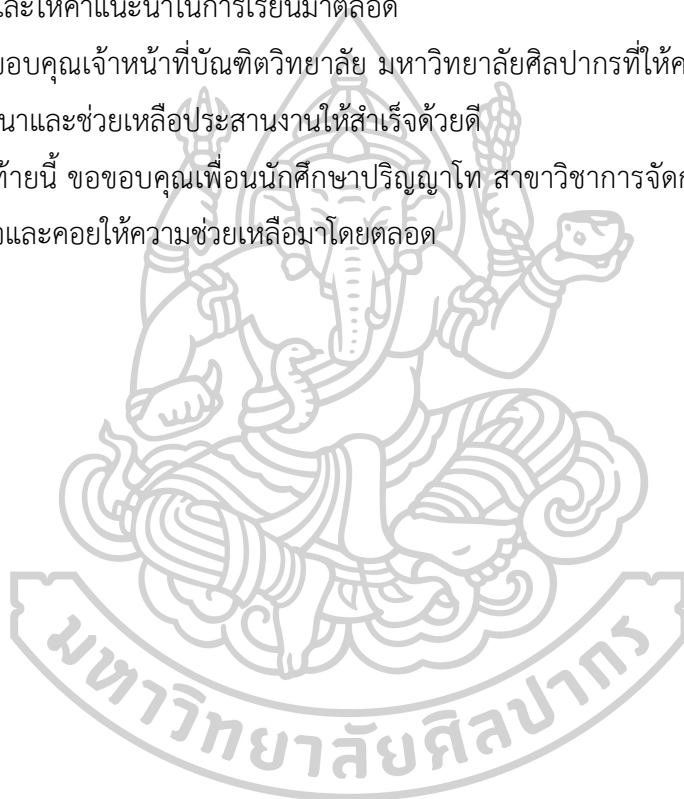 และให้คำแนะนำในการเรียนมาตลอด
ขอบคุณเจ้าหน้าที่บัณฑิตวิทยาลัย มหาวิทยาลัยศิลปากรที่ให้ค
นาและช่วยเหลือประสานงานให้สำเร็จด้วยดี
ท้ายนี้ ขอขอบคุณเพื่อนนักศึกษาปริญญาโท สาขาวิชาการจัดก
และคอยให้ความช่วยเหลือมาโดยตลอด
มหาวิทยาลัยศิลปากร